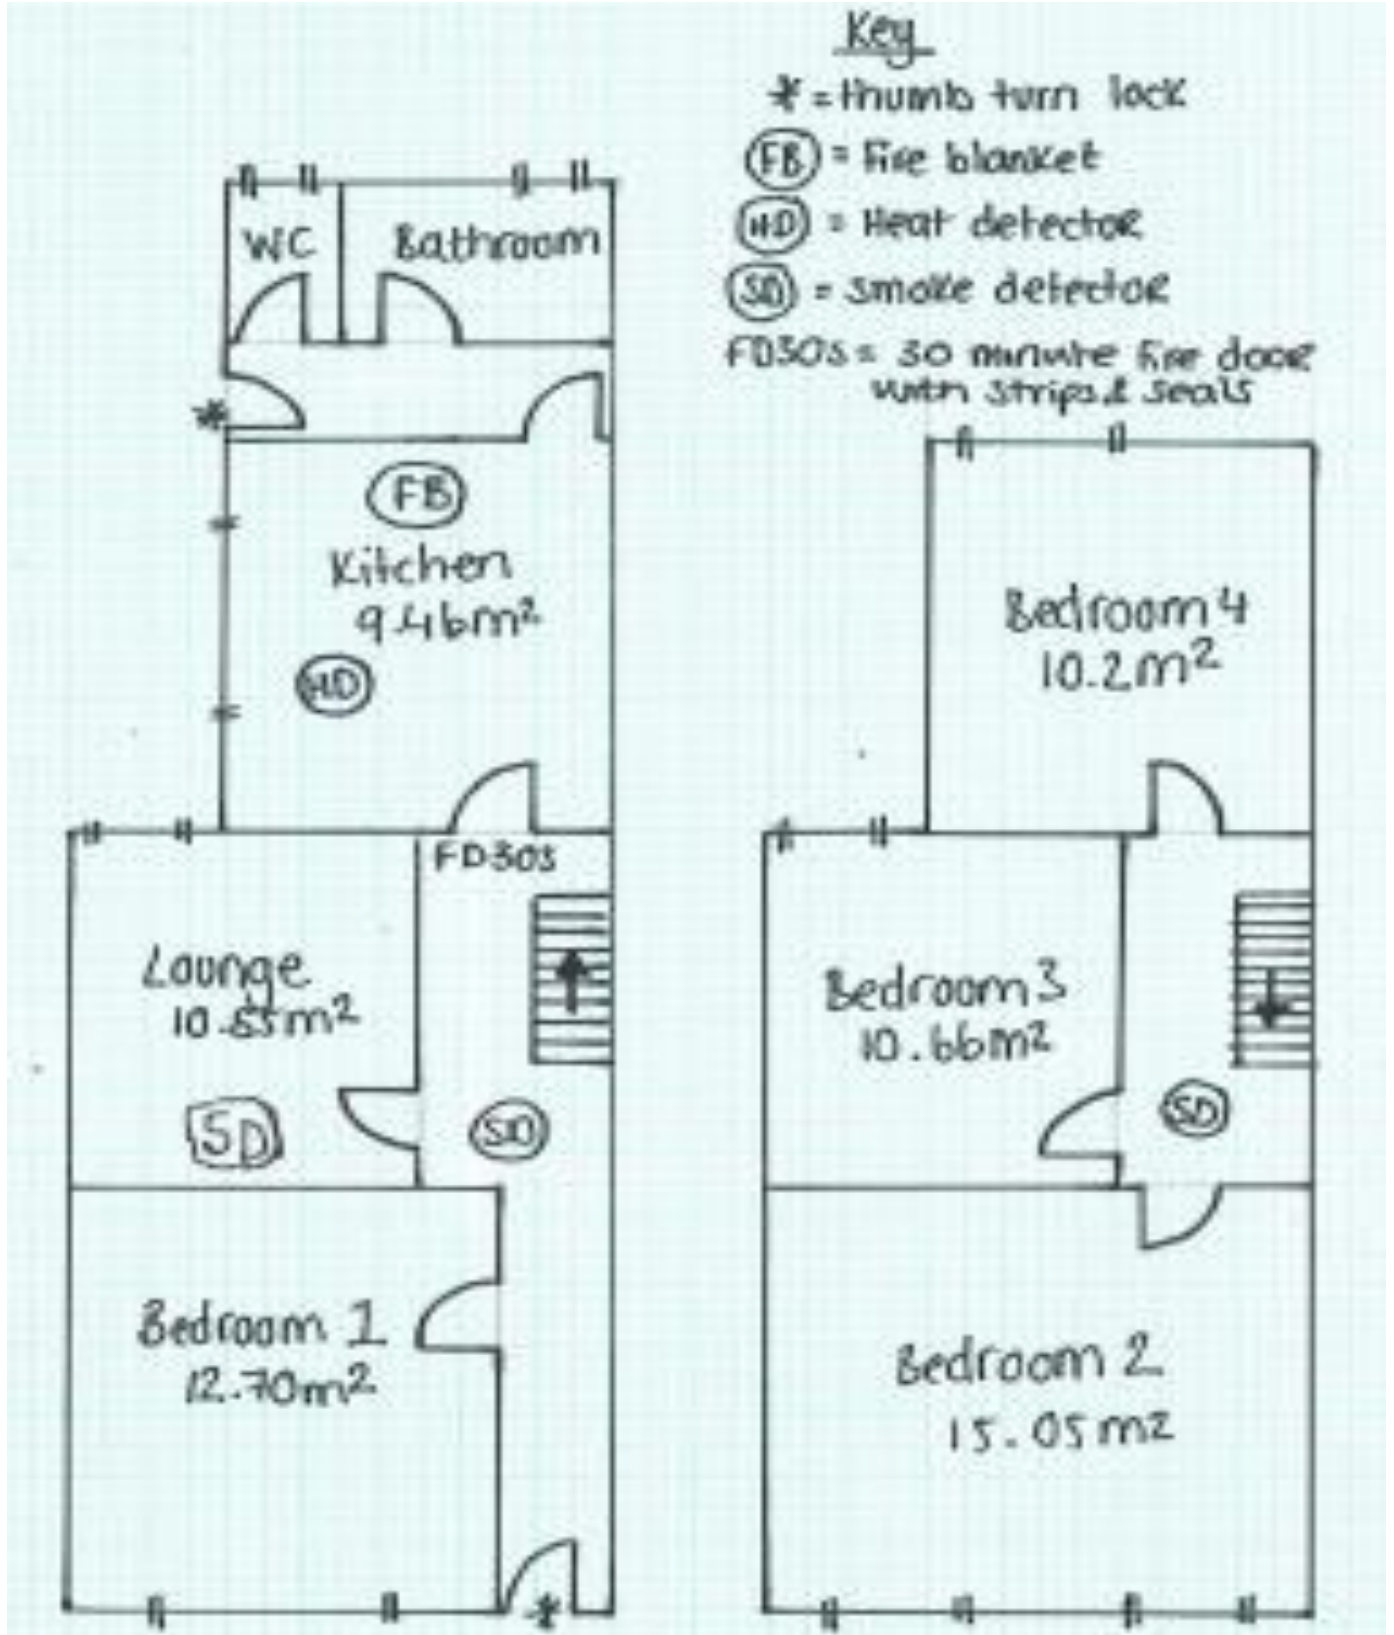 Key
* = thumb turn lock
FB = Fire blanket
HD = Heat detector
SD = Smoke detector
FD30s = 30 minute fire door
with strips & seals
WC
Bathroom
*
FB
Kitchen
9.46m²
HD
FD30s
Lounge
m²
SD
SD
Bedroom 1
12.70m²
*
Bedroom 4
10.2m²
Bedroom 3
10.66m²
SD
Bedroom 2
15.05m²